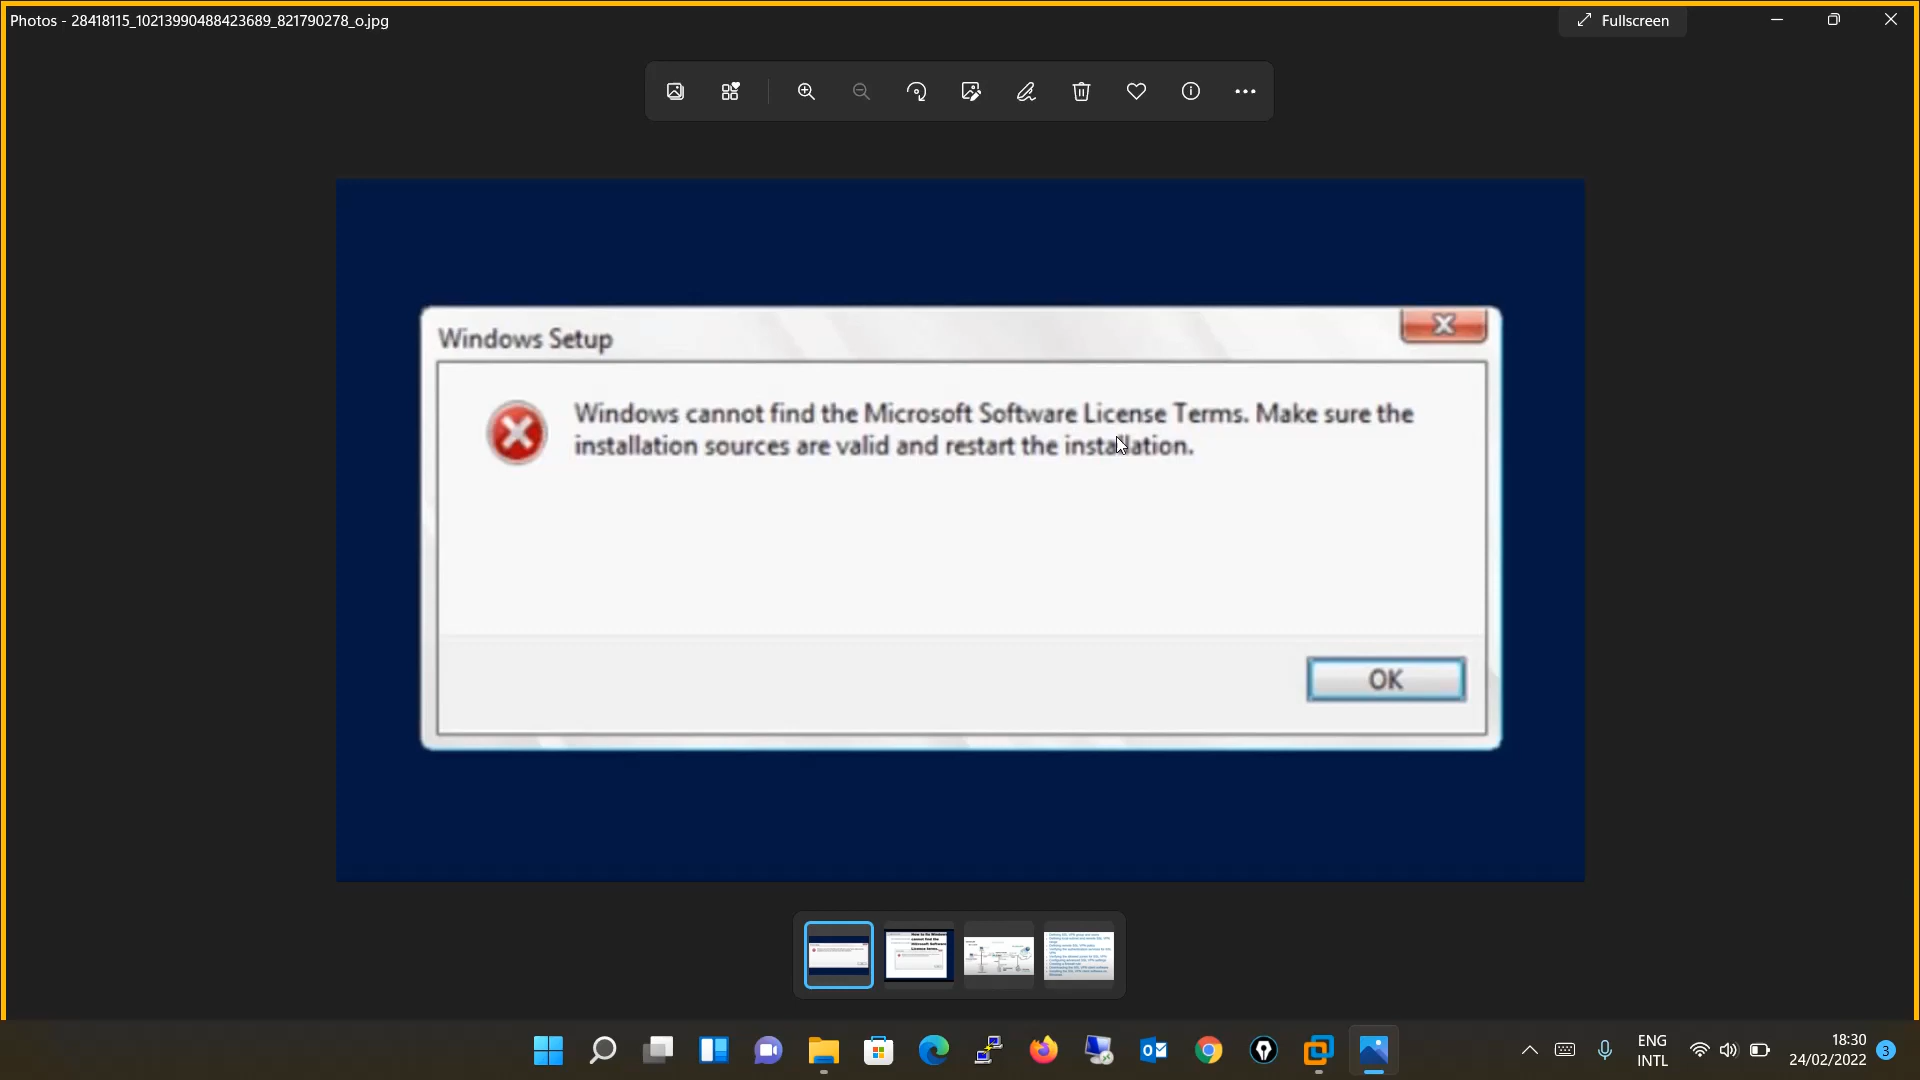 Photos - 28418115_10213990488423689_821790278_o.jpg
Fullscreen
Windows Setup
Windows cannot find the Microsoft Software License Terms. Make sure the
installation sources are valid and restart the installation.
OK
ENG
INTL
18:30
24/02/2022
3